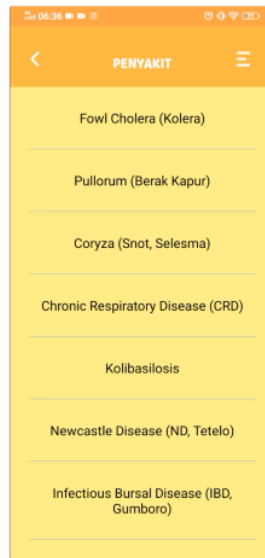 06:36
PENYAKIT
Fowl Cholera (Kolera)
Pullorum (Berak Kapur)
Coryza (Snot, Selesma)
Chronic Respiratory Disease (CRD)
Kolibasilosis
Newcastle Disease (ND, Tetelo)
Infectious Bursal Disease (IBD,
Gumboro)